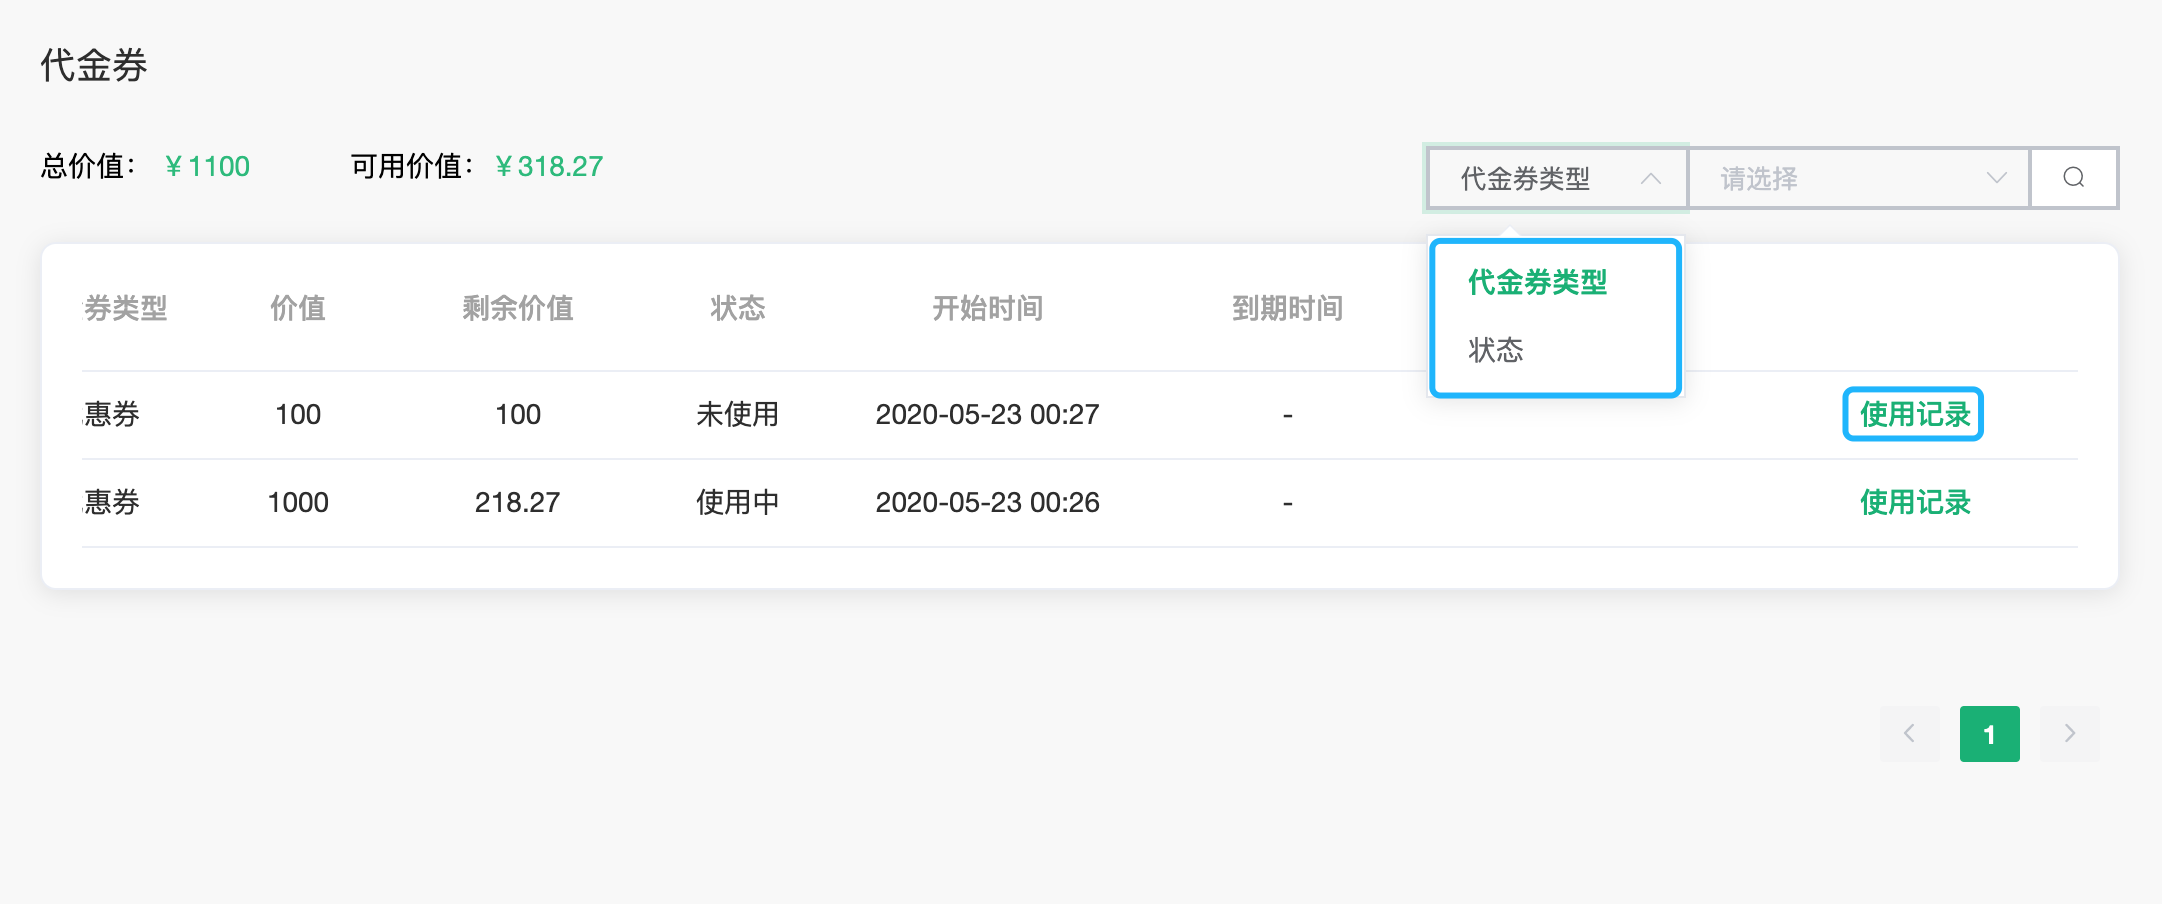 代金券
总价值： ¥1100 可用价值： ¥318.27
代金券类型 请选择
代金券类型
状态
券类型 价值 剩余价值 状态 开始时间 到期时间
惠券 100 100 未使用 2020-05-23 00:27 - 使用记录
惠券 1000 218.27 使用中 2020-05-23 00:26 - 使用记录
1